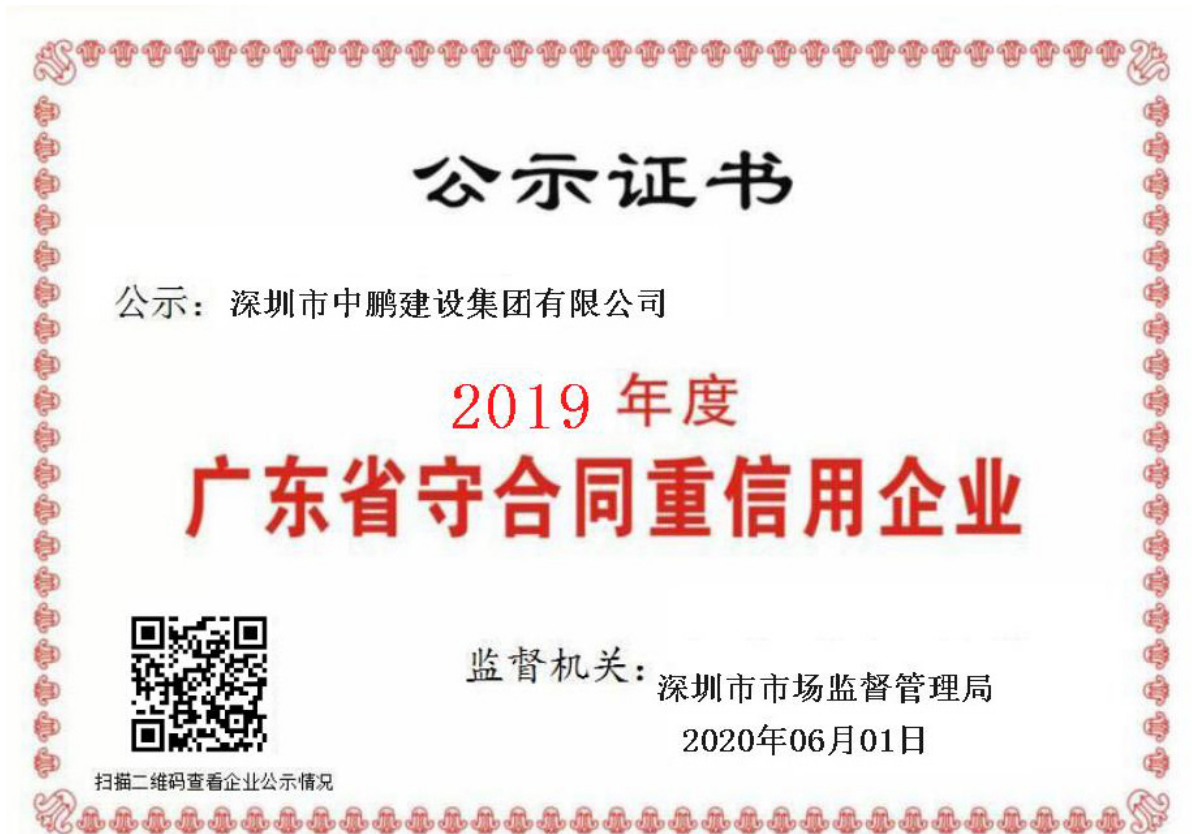 公示证书
公示：深圳市中鹏建设集团有限公司
2019 年度
广东省守合同重信用企业
监督机关：深圳市市场监督管理局
2020年06月01日
扫描二维码查看企业公示情况